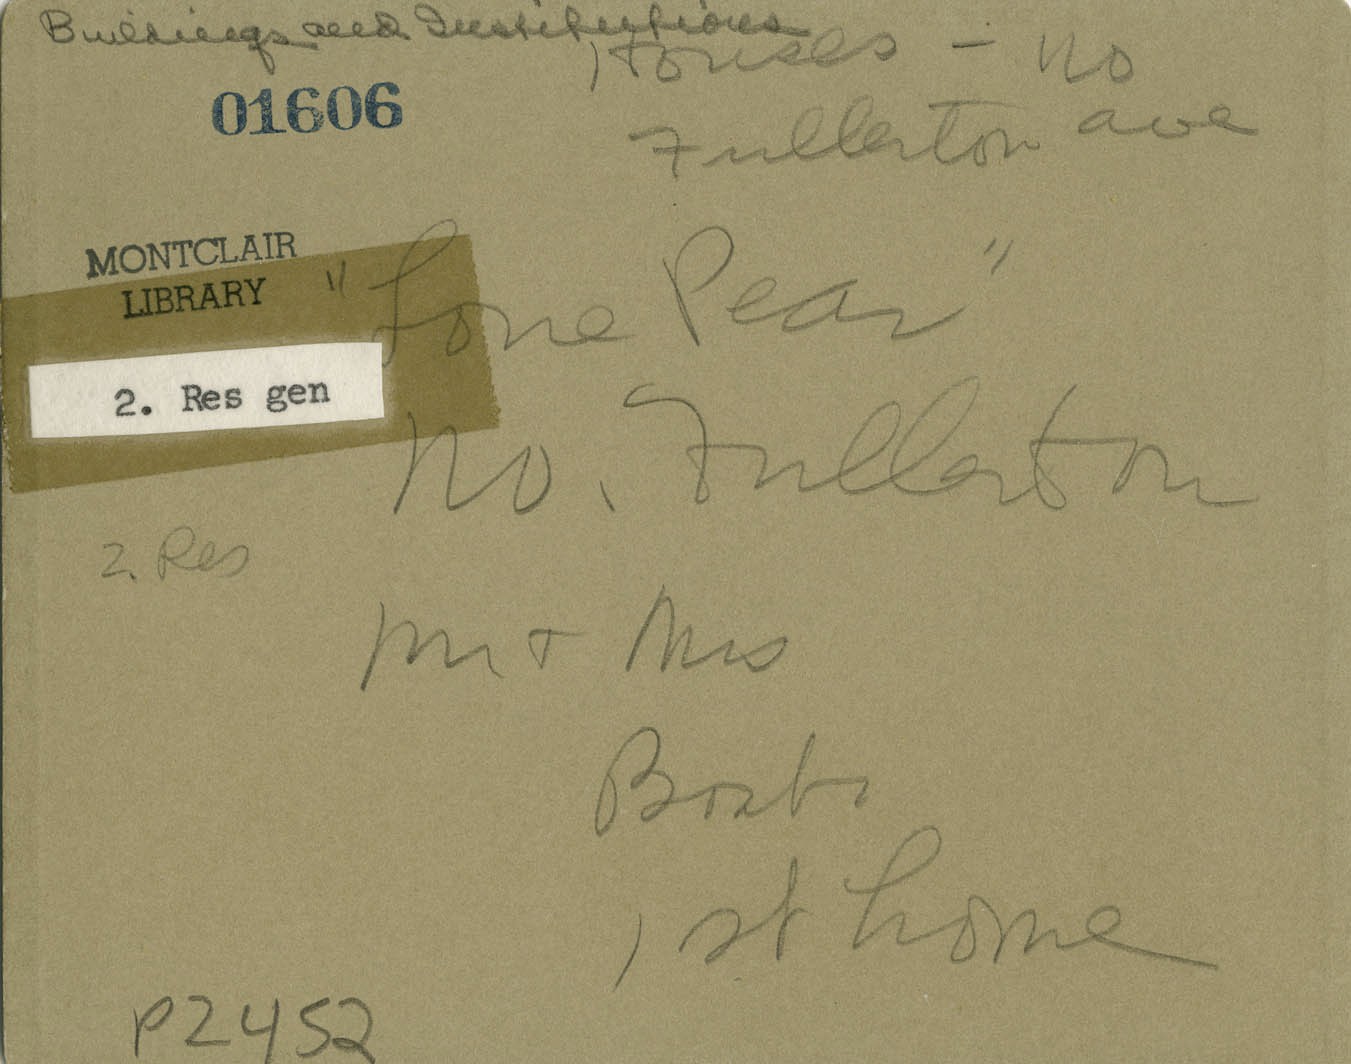 Buildings and Institutions
Houses - no
Fullerton ave
01606
MONTCLAIR
LIBRARY
"Lone Pear"
2. Res gen
no. Fullerton
2. Res
Mr + Mrs
1st home
P2452